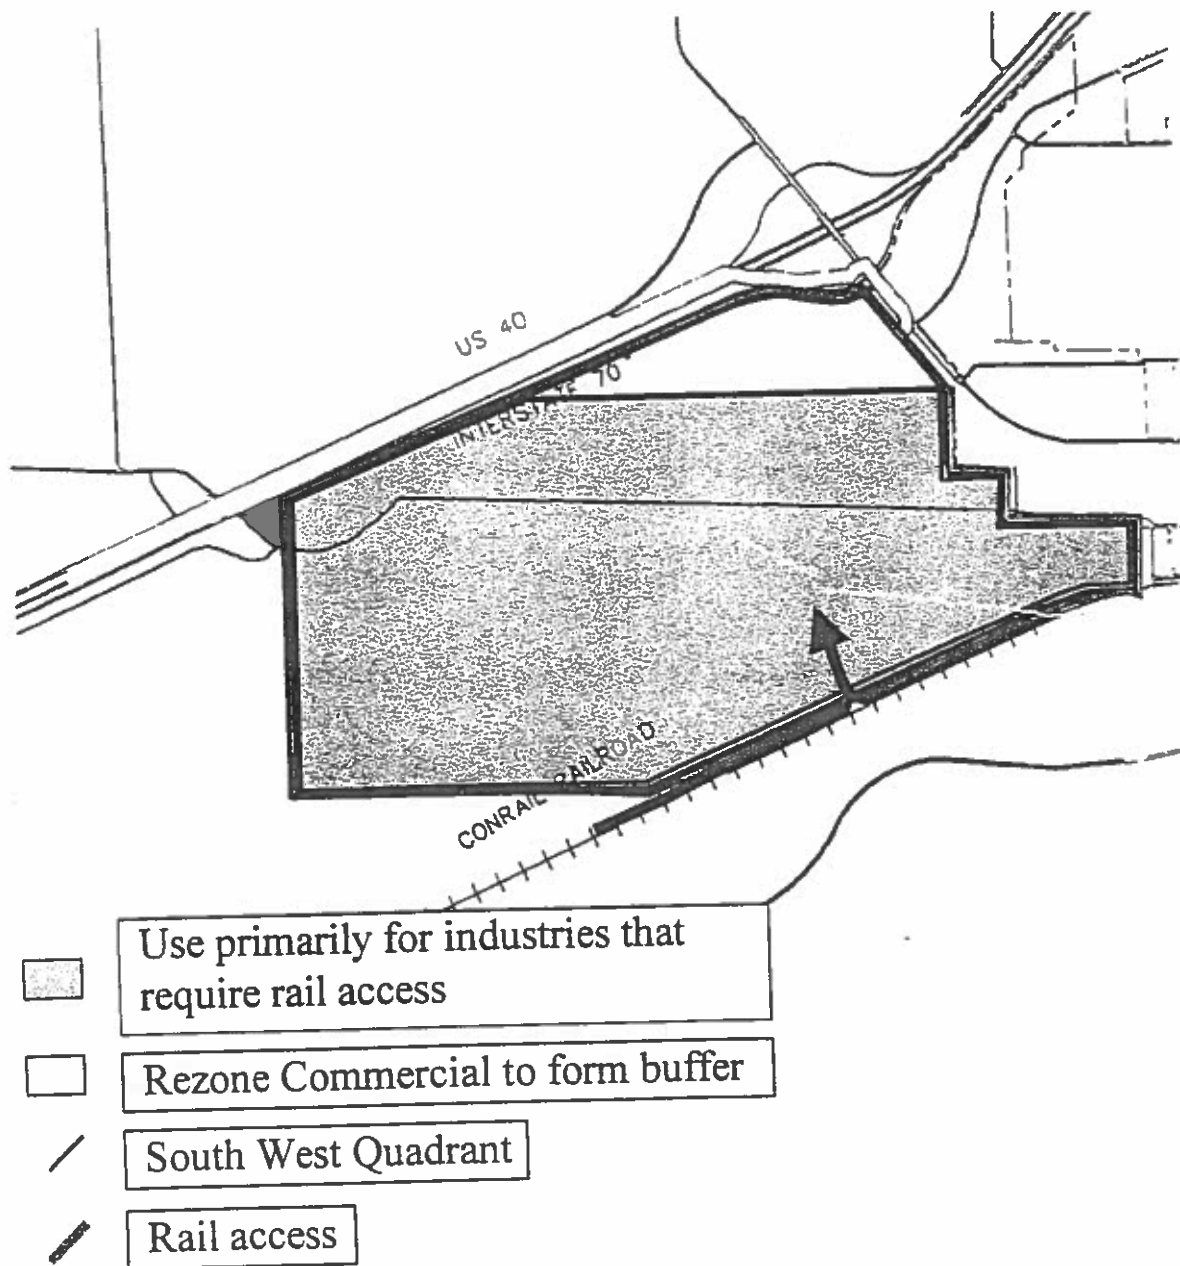 US 40
INTERSTATE 70
CONRAIL RAILROAD
Use primarily for industries that
require rail access
Rezone Commercial to form buffer
South West Quadrant
Rail access